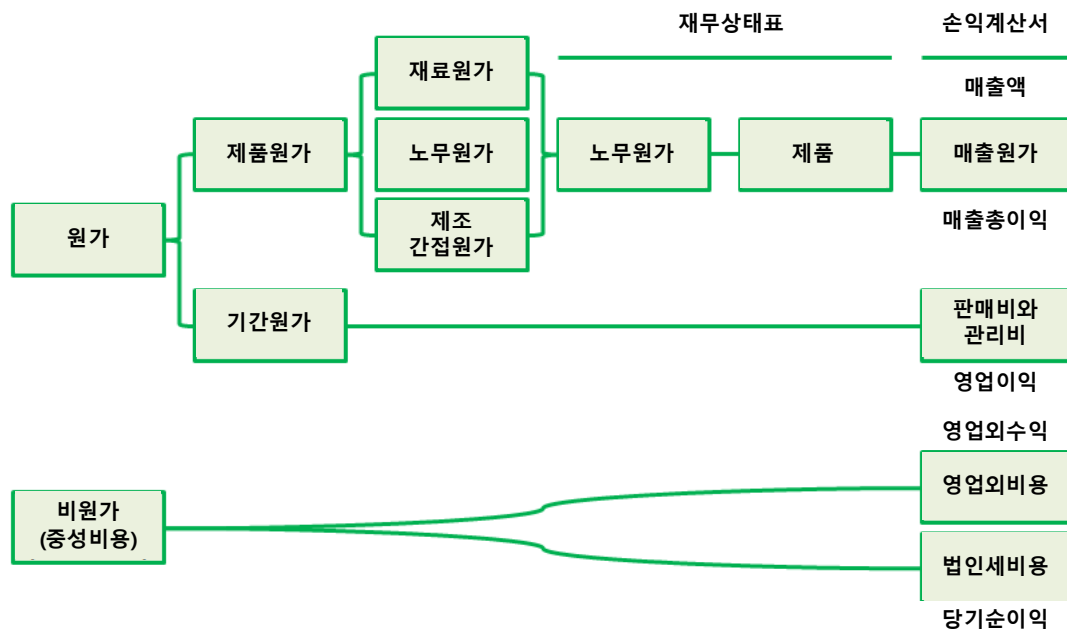 재무상태표
손익계산서
재료원가
매출액
제품원가
노무원가
노무원가
제품
매출원가
원가
제조
간접원가
매출총이익
기간원가
판매비와
관리비
영업이익
영업외수익
비원가
(중성비용)
영업외비용
법인세비용
당기순이익